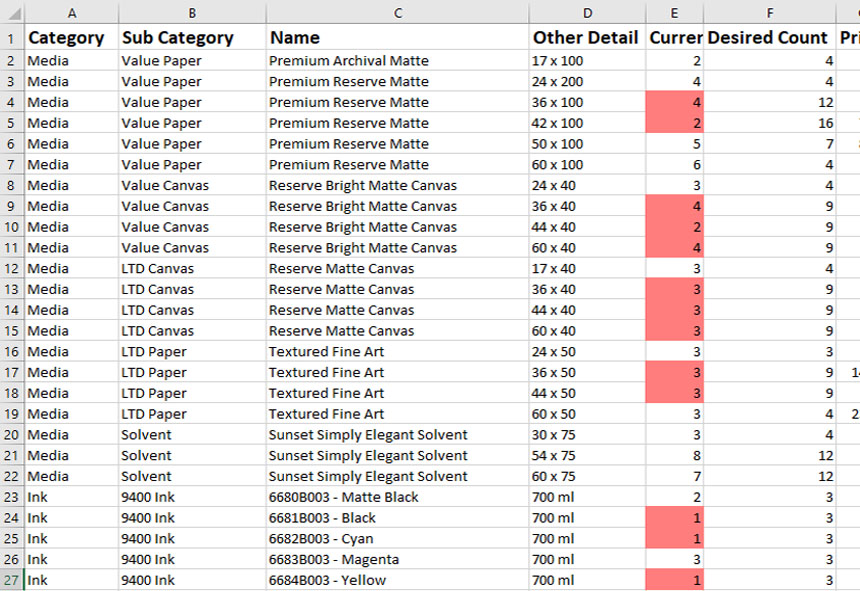 A B C D E F
1 Category Sub Category Name Other Detail Currer Desired Count Pri
2 Media Value Paper Premium Archival Matte 17 x 100 2 4
3 Media Value Paper Premium Reserve Matte 24 x 200 4 4
4 Media Value Paper Premium Reserve Matte 36 x 100 4 12
5 Media Value Paper Premium Reserve Matte 42 x 100 2 16
6 Media Value Paper Premium Reserve Matte 50 x 100 5 7
7 Media Value Paper Premium Reserve Matte 60 x 100 6 4
8 Media Value Canvas Reserve Bright Matte Canvas 24 x 40 3 4
9 Media Value Canvas Reserve Bright Matte Canvas 36 x 40 4 9
10 Media Value Canvas Reserve Bright Matte Canvas 44 x 40 2 9
11 Media Value Canvas Reserve Bright Matte Canvas 60 x 40 4 9
12 Media LTD Canvas Reserve Matte Canvas 17 x 40 3 4
13 Media LTD Canvas Reserve Matte Canvas 36 x 40 3 9
14 Media LTD Canvas Reserve Matte Canvas 44 x 40 3 9
15 Media LTD Canvas Reserve Matte Canvas 60 x 40 3 9
16 Media LTD Paper Textured Fine Art 24 x 50 3 3
17 Media LTD Paper Textured Fine Art 36 x 50 3 9 14
18 Media LTD Paper Textured Fine Art 44 x 50 3 9
19 Media LTD Paper Textured Fine Art 60 x 50 3 4 2
20 Media Solvent Sunset Simply Elegant Solvent 30 x 75 3 4
21 Media Solvent Sunset Simply Elegant Solvent 54 x 75 8 12
22 Media Solvent Sunset Simply Elegant Solvent 60 x 75 7 12
23 Ink 9400 Ink 6680B003 - Matte Black 700 ml 2 3
24 Ink 9400 Ink 6681B003 - Black 700 ml 1 3
25 Ink 9400 Ink 6682B003 - Cyan 700 ml 1 3
26 Ink 9400 Ink 6683B003 - Magenta 700 ml 3 3
27 Ink 9400 Ink 6684B003 - Yellow 700 ml 1 3